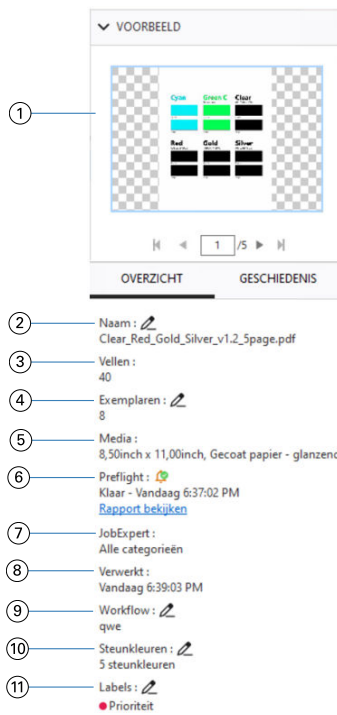 VOORBEELD
1
Cyan Green C Clear
Red Gold Silver
1 /5
OVERZICHT GESCHIEDENIS
2 Naam :
Clear_Red_Gold_Silver_v1.2_5page.pdf
3 Vellen :
40
4 Exemplaren :
8
5 Media :
8,50inch x 11,00inch, Gecoat papier - glanzend
6 Preflight :
Klaar - Vandaag 6:37:02 PM
Rapport bekijken
7 JobExpert :
Alle categorieën
8 Verwerkt :
Vandaag 6:39:03 PM
9 Workflow :
qwe
10 Steunkleuren :
5 steunkleuren
11 Labels :
Prioriteit